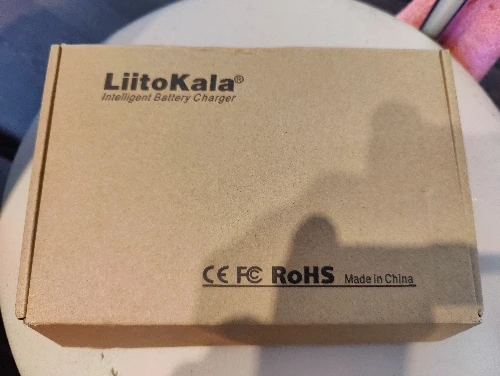 LiitoKala®
Intelligent Battery Charger
CE FC RoHS Made in China